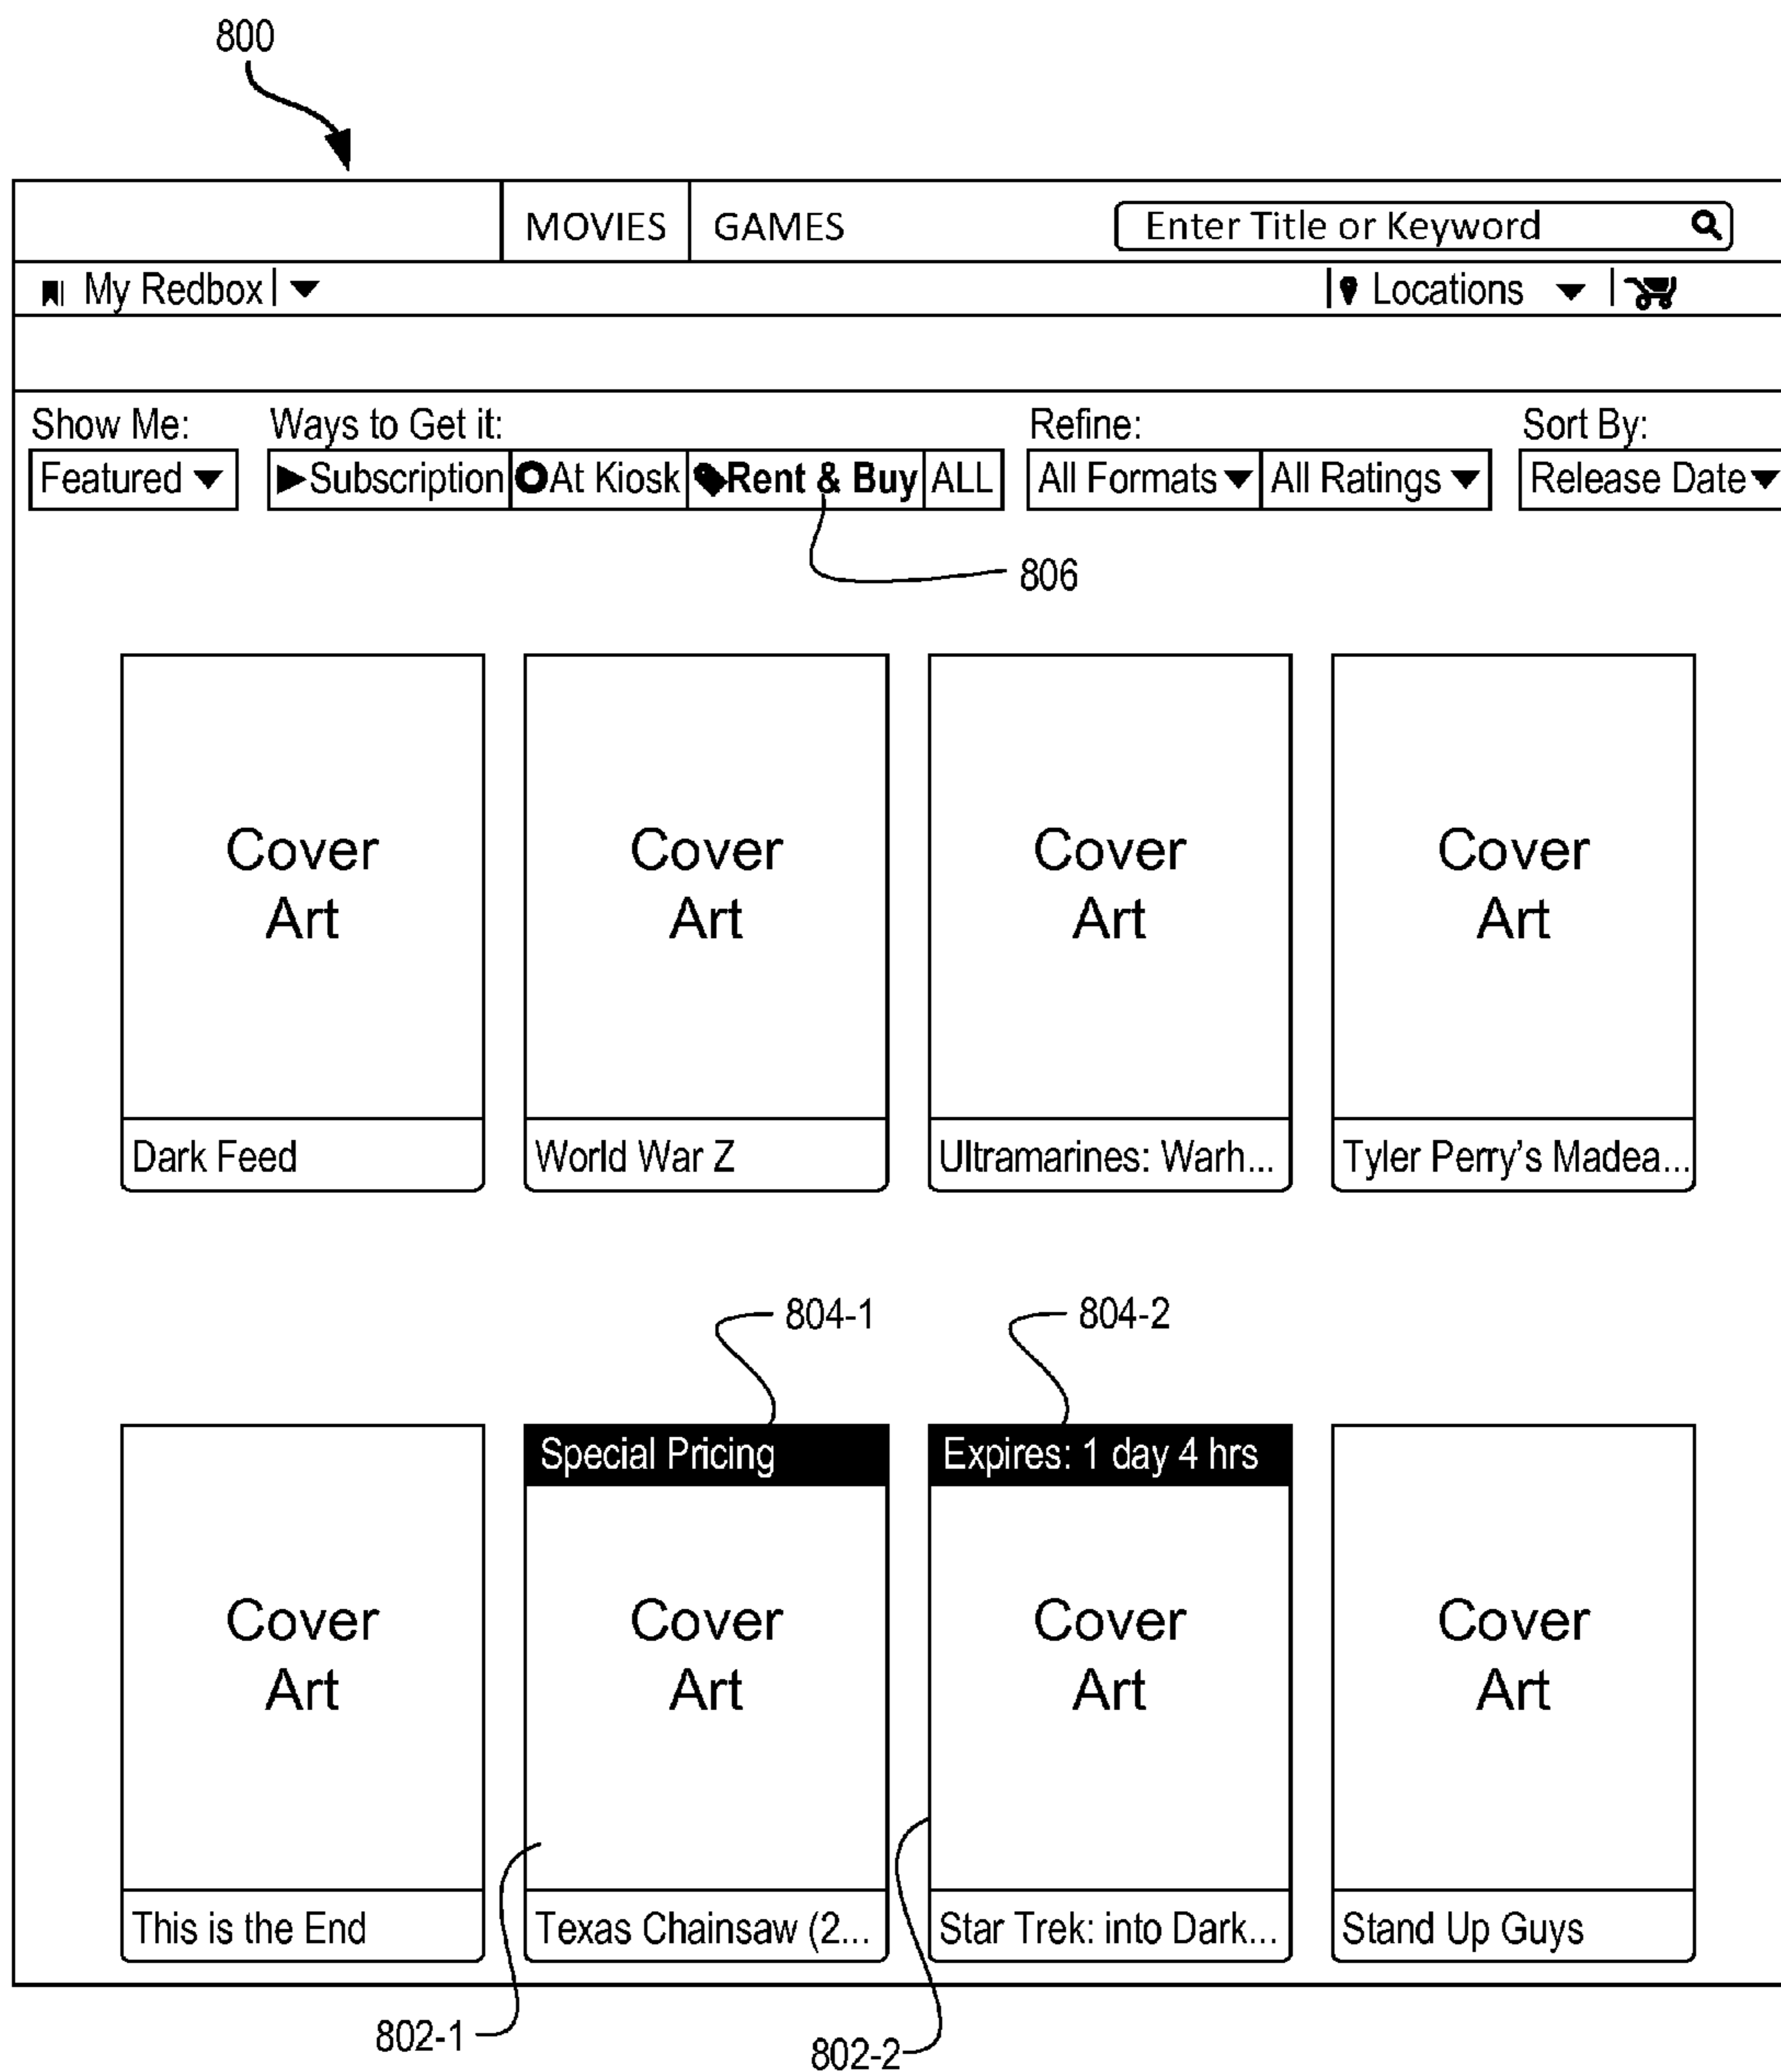 800
MOVIES GAMES Enter Title or Keyword
My Redbox Locations
Show Me: Ways to Get it: Refine: Sort By:
Featured Subscription At Kiosk Rent & Buy ALL All Formats All Ratings Release Date
806
Cover Cover Cover Cover
Art Art Art Art
Dark Feed World War Z Ultramarines: Warh... Tyler Perry's Madea...
804-1 804-2
Special Pricing Expires: 1 day 4 hrs
Cover Cover Cover Cover
Art Art Art Art
This is the End Texas Chainsaw (2... Star Trek: into Dark... Stand Up Guys
802-1 802-2